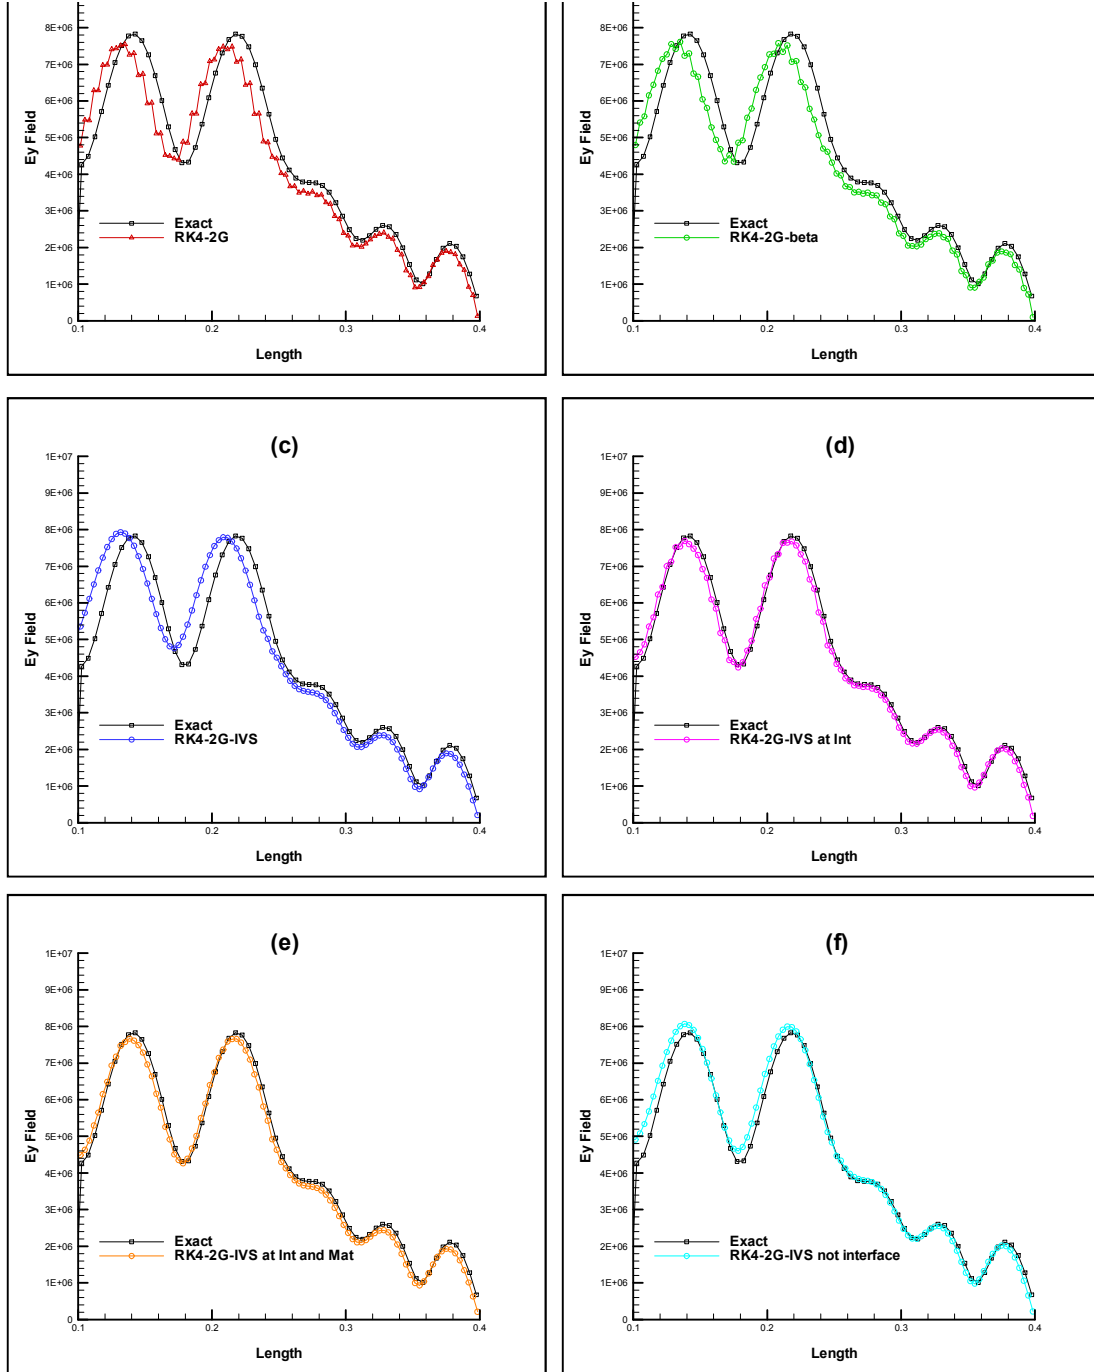 8E+06
7E+06
6E+06
5E+06
4E+06
3E+06
2E+06
1E+06
0
Ey Field
Exact
RK4-2G
0.1 0.2 0.3 0.4
Length
8E+06
7E+06
6E+06
5E+06
4E+06
3E+06
2E+06
1E+06
0
Ey Field
Exact
RK4-2G-beta
0.1 0.2 0.3 0.4
Length
(c)
1E+07
9E+06
8E+06
7E+06
6E+06
5E+06
4E+06
3E+06
2E+06
1E+06
0
Ey Field
Exact
RK4-2G-IVS
0.1 0.2 0.3 0.4
Length
(d)
1E+07
9E+06
8E+06
7E+06
6E+06
5E+06
4E+06
3E+06
2E+06
1E+06
0
Ey Field
Exact
RK4-2G-IVS at Int
0.1 0.2 0.3 0.4
Length
(e)
1E+07
9E+06
8E+06
7E+06
6E+06
5E+06
4E+06
3E+06
2E+06
1E+06
0
Ey Field
Exact
RK4-2G-IVS at Int and Mat
0.1 0.2 0.3 0.4
Length
(f)
1E+07
9E+06
8E+06
7E+06
6E+06
5E+06
4E+06
3E+06
2E+06
1E+06
0
Ey Field
Exact
RK4-2G-IVS not interface
0.1 0.2 0.3 0.4
Length